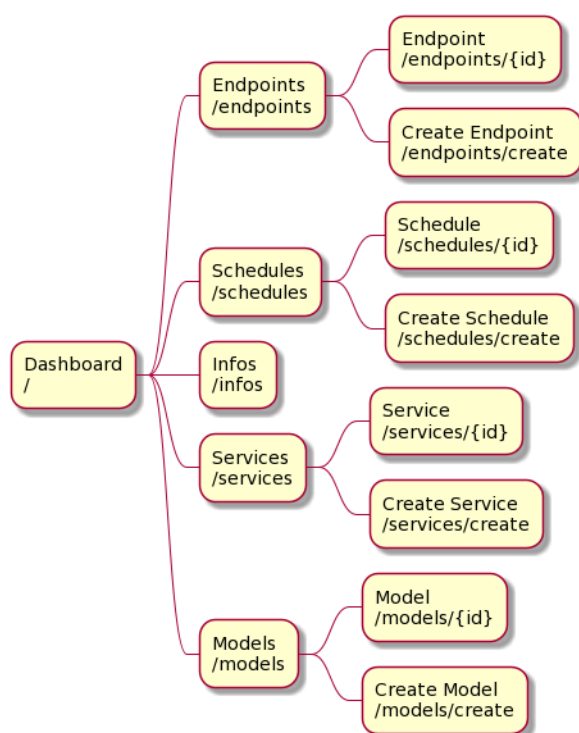 Endpoint
/endpoints/{id}
Endpoints
/endpoints
Create Endpoint
/endpoints/create
Schedule
/schedules/{id}
Schedules
/schedules
Create Schedule
/schedules/create
Dashboard
/
Infos
/infos
Service
/services/{id}
Services
/services
Create Service
/services/create
Model
/models/{id}
Models
/models
Create Model
/models/create